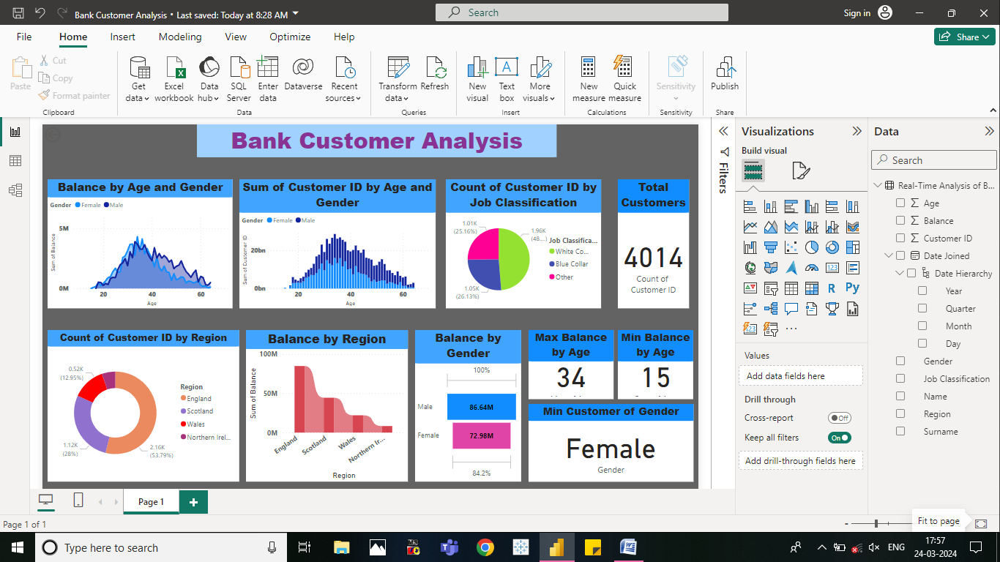 Bank Customer Analysis • Last saved: Today at 8:28 AM
Search
Sign in
File Home Insert Modeling View Optimize Help
Share
Paste
Cut
Copy
Format painter
Clipboard
Get data
Excel workbook
Data hub
SQL Server
Enter data
Dataverse
Recent sources
Data
Transform data
Refresh
Queries
New visual
Text box
More visuals
Insert
New measure
Quick measure
Calculations
Sensitivity
Sensitivity
Publish
Share
Bank Customer Analysis
Balance by Age and Gender
Gender Female Male
Sum of Balance
5M
0M
20 40 60
Age
Sum of Customer ID by Age and
Gender
Gender Female Male
Sum of Customer ID
20bn
0bn
20 40 60
Age
Count of Customer ID by
Job Classification
1.01K
(25.16%)
1.96K
(48....)
1.05K
(26.13%)
Job Classifica...
White Co...
Blue Collar
Other
Total
Customers
4014
Count of
Customer ID
Count of Customer ID by Region
0.52K
(12.95%)
1.12K
(28%)
2.16K
(53.79%)
Region
England
Scotland
Wales
Northern Irel...
Balance by Region
Sum of Balance
100M
50M
0M
England
Scotland
Wales
Northern Ir...
Region
Balance by
Gender
100%
Male 86.64M
Female 72.98M
84.2%
Max Balance
by Age
34
Min Balance
by Age
15
Min Customer of Gender
Female
Gender
Filters
Visualizations
Build visual
Values
Add data fields here
Drill through
Cross-report Off
Keep all filters On
Add drill-through fields here
Data
Search
Real-Time Analysis of B...
Age
Balance
Customer ID
Date Joined
Date Hierarchy
Year
Quarter
Month
Day
Gender
Job Classification
Name
Region
Surname
Page 1
Page 1 of 1
Fit to page
Type here to search
ENG
17:57
24-03-2024